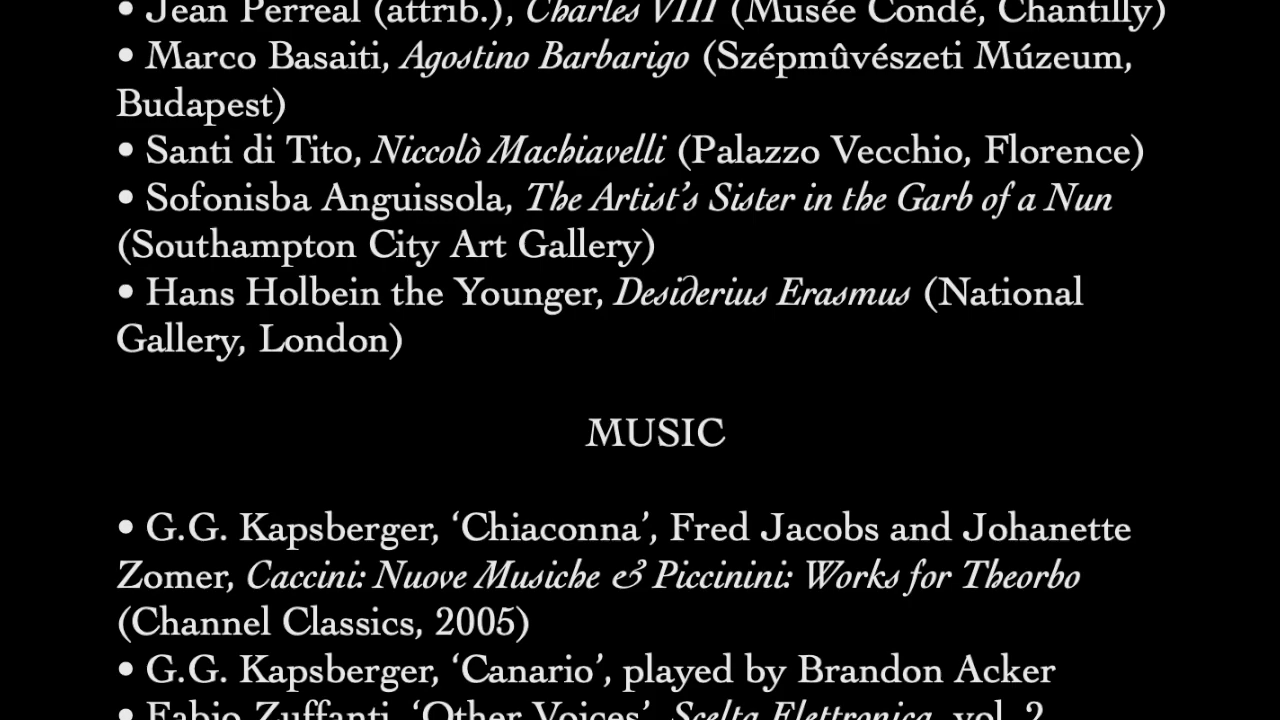 • Jean Perréal (attrib.), Charles VIII (Musée Condé, Chantilly)
• Marco Basaiti, Agostino Barbarigo (Szépmûvészeti Múzeum,
Budapest)
• Santi di Tito, Niccolò Machiavelli (Palazzo Vecchio, Florence)
• Sofonisba Anguissola, The Artist’s Sister in the Garb of a Nun
(Southampton City Art Gallery)
• Hans Holbein the Younger, Desiderius Erasmus (National
Gallery, London)
MUSIC
• G.G. Kapsberger, ‘Chiaconna’, Fred Jacobs and Johanette
Zomer, Caccini: Nuove Musiche & Piccinini: Works for Theorbo
(Channel Classics, 2005)
• G.G. Kapsberger, ‘Canario’, played by Brandon Acker
• Fabio Zuffanti, ‘Other Voices’, Scelta Elettronica, vol. 2